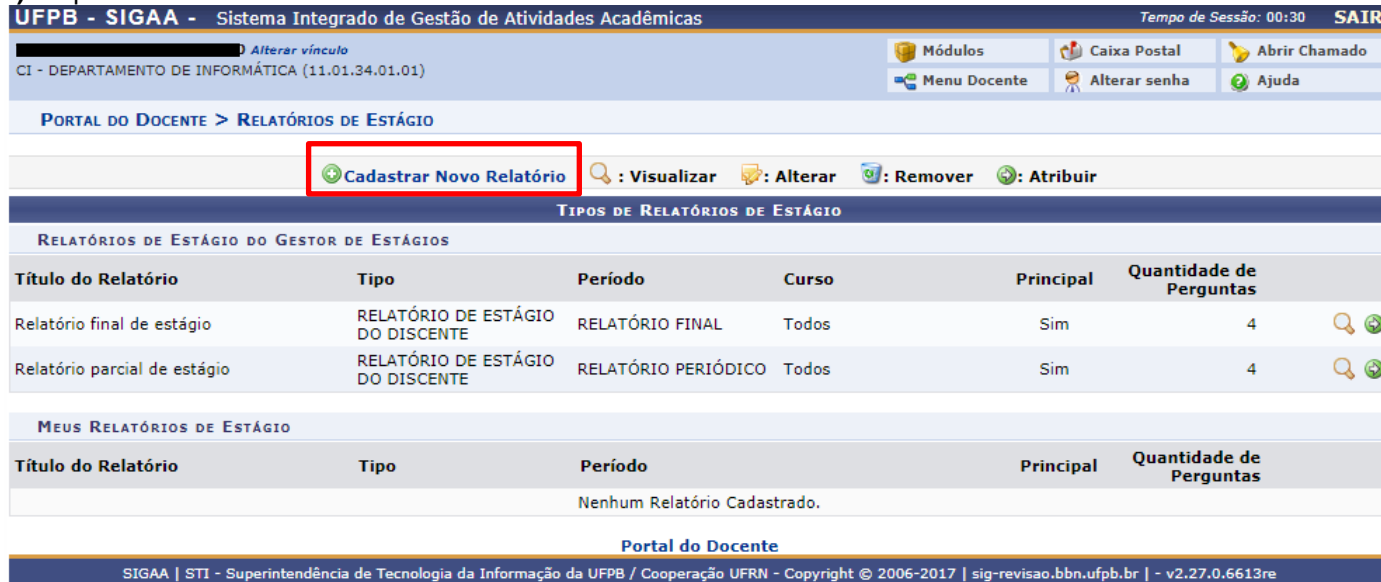 UFPB - SIGAA - Sistema Integrado de Gestão de Atividades Acadêmicas Tempo de Sessão: 00:30 SAIR
Alterar vínculo Módulos Caixa Postal Abrir Chamado
CI - DEPARTAMENTO DE INFORMÁTICA (11.01.34.01.01) Menu Docente Alterar senha Ajuda
PORTAL DO DOCENTE > RELATÓRIOS DE ESTÁGIO
Cadastrar Novo Relatório : Visualizar : Alterar : Remover : Atribuir
TIPOS DE RELATÓRIOS DE ESTÁGIO
RELATÓRIOS DE ESTÁGIO DO GESTOR DE ESTÁGIOS
Título do Relatório Tipo Período Curso Principal Quantidade de Perguntas
Relatório final de estágio RELATÓRIO DE ESTÁGIO DO DISCENTE RELATÓRIO FINAL Todos Sim 4
Relatório parcial de estágio RELATÓRIO DE ESTÁGIO DO DISCENTE RELATÓRIO PERIÓDICO Todos Sim 4
MEUS RELATÓRIOS DE ESTÁGIO
Título do Relatório Tipo Período Principal Quantidade de Perguntas
Nenhum Relatório Cadastrado.
Portal do Docente
SIGAA | STI - Superintendência de Tecnologia da Informação da UFPB / Cooperação UFRN - Copyright © 2006-2017 | sig-revisao.bbn.ufpb.br | - v2.27.0.6613re